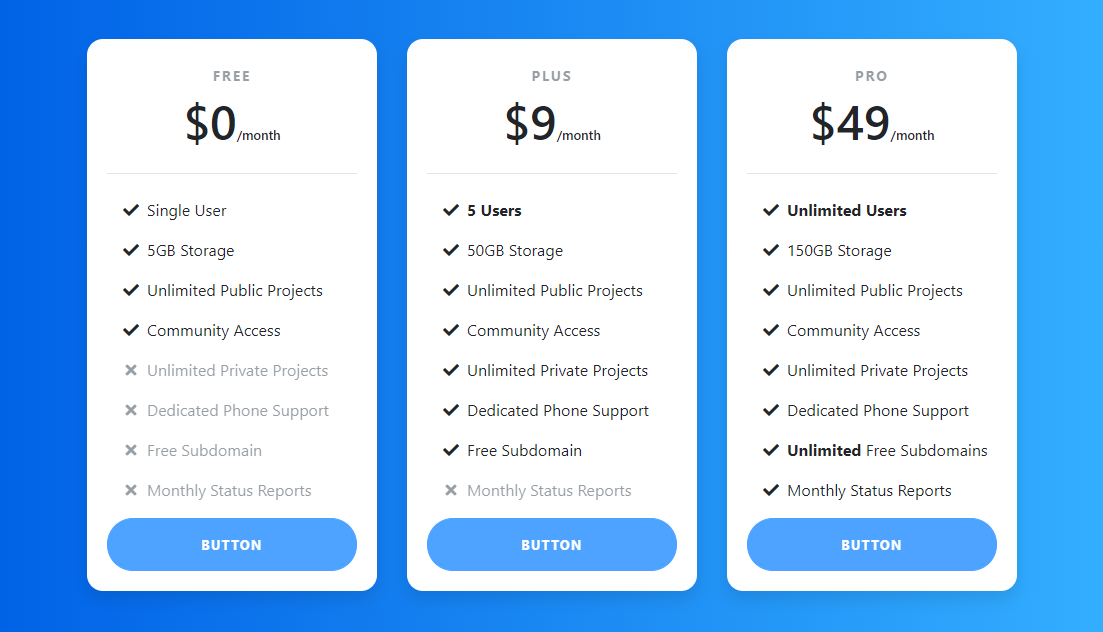 FREE
$0/month
Single User
5GB Storage
Unlimited Public Projects
Community Access
Unlimited Private Projects
Dedicated Phone Support
Free Subdomain
Monthly Status Reports
BUTTON
PLUS
$9/month
5 Users
50GB Storage
Unlimited Public Projects
Community Access
Unlimited Private Projects
Dedicated Phone Support
Free Subdomain
Monthly Status Reports
BUTTON
PRO
$49/month
Unlimited Users
150GB Storage
Unlimited Public Projects
Community Access
Unlimited Private Projects
Dedicated Phone Support
Unlimited Free Subdomains
Monthly Status Reports
BUTTON